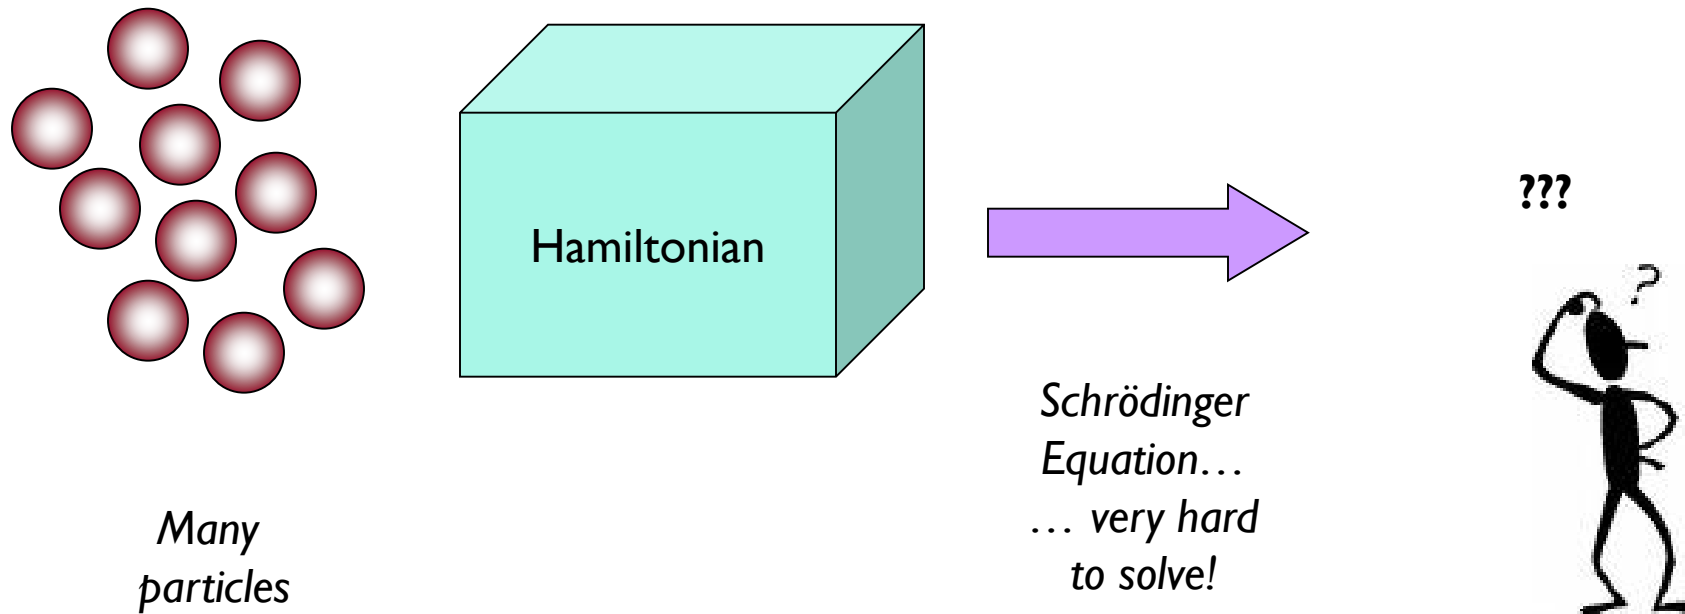 Hamiltonian
???
?
Schrödinger
Equation…
… very hard
to solve!
Many
particles